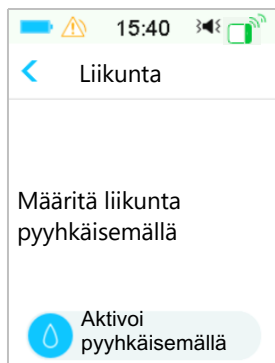 15:40
Liikunta
Määritä liikunta
pyyhkäisemällä
Aktivoi
pyyhkäisemällä